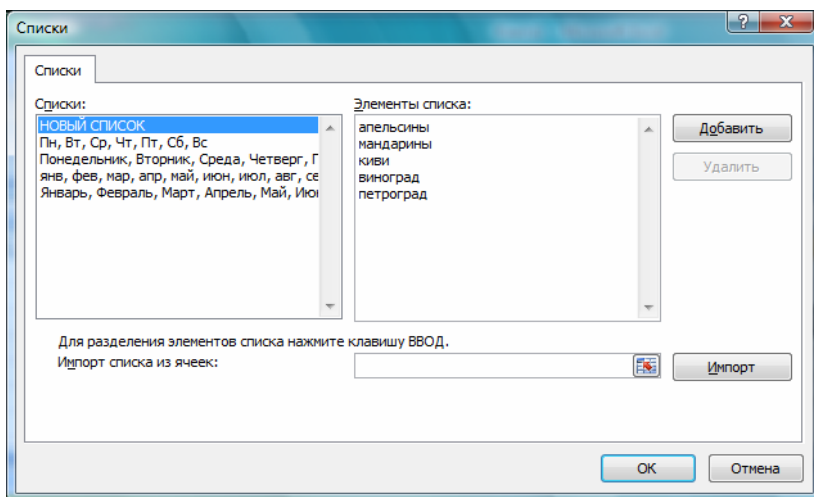 Списки
Списки
Списки:
НОВЫЙ СПИСОК
Пн, Вт, Ср, Чт, Пт, Сб, Вс
Понедельник, Вторник, Среда, Четверг, П
янв, фев, мар, апр, май, июн, июл, авг, се
Январь, Февраль, Март, Апрель, Май, Июн
Элементы списка:
апельсины
мандарины
киви
виноград
петроград
Добавить
Удалить
Для разделения элементов списка нажмите клавишу ВВОД.
Импорт списка из ячеек:
Импорт
ОК
Отмена